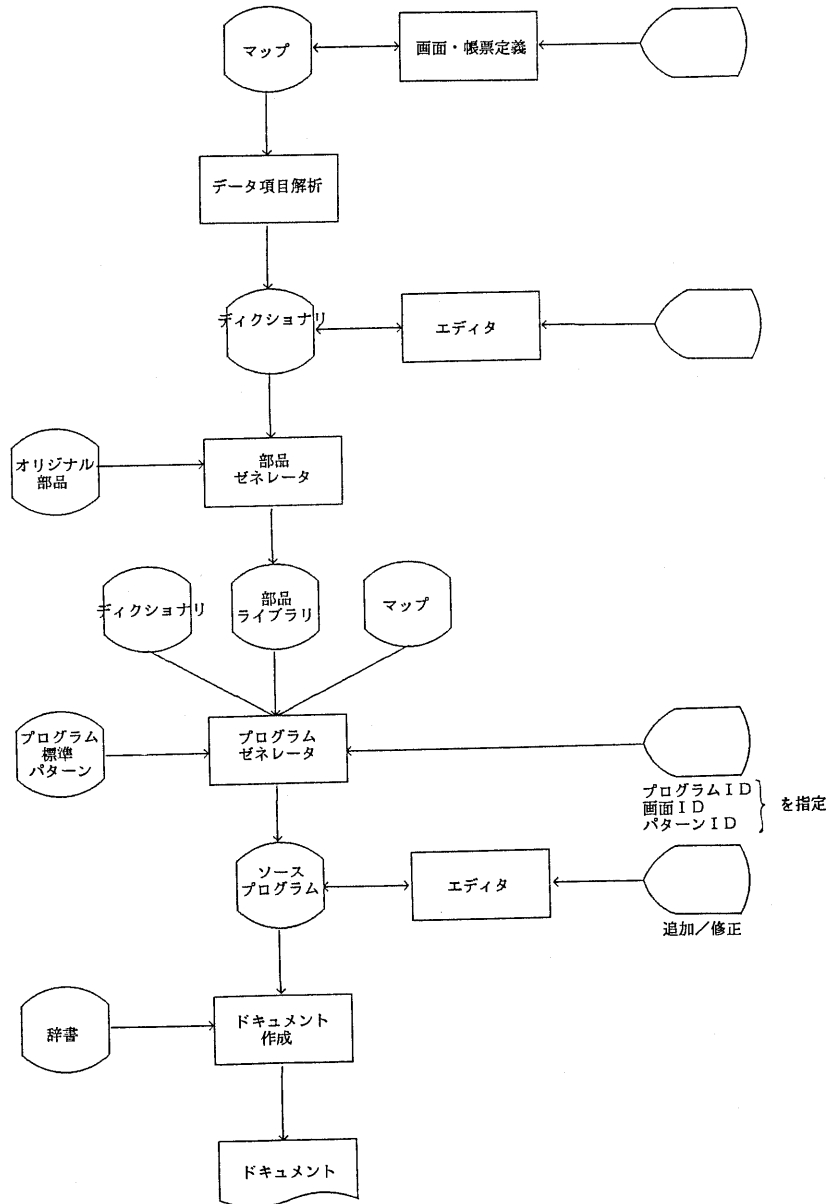 マップ
画面・帳票定義
データ項目解析
ディクショナリ
エディタ
オリジナル
部品
部品
ゼネレータ
ディクショナリ
部品
ライブラリ
マップ
プログラム
標準
パターン
プログラム
ゼネレータ
プログラムID
画面ID
パターンID
を指定
ソース
プログラム
エディタ
追加/修正
辞書
ドキュメント
作成
ドキュメント